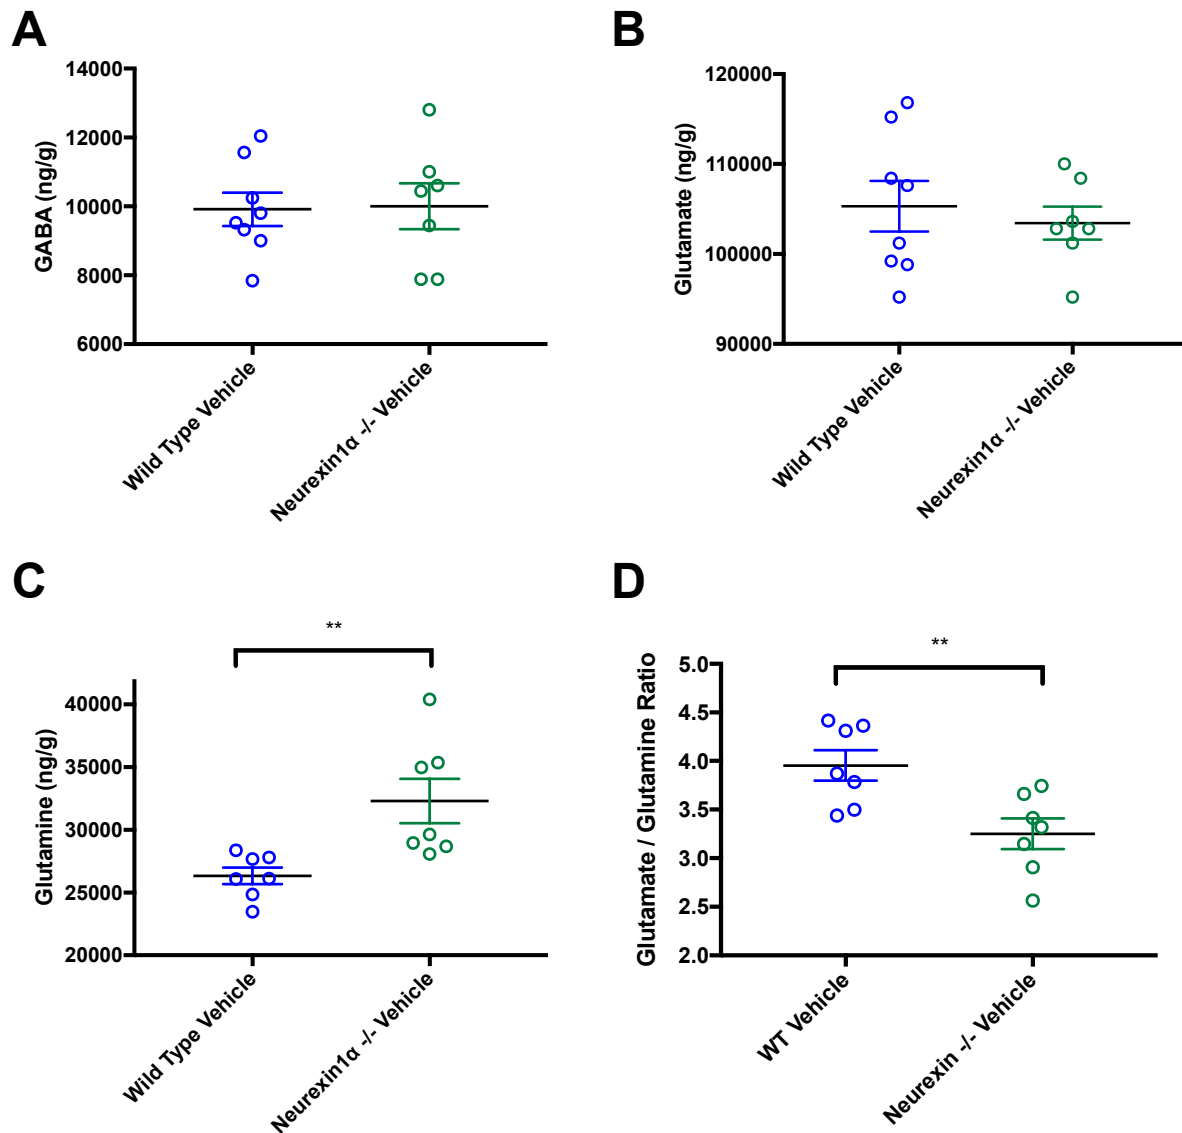 A
GABA (ng/g)
14000
12000
10000
8000
6000
Wild Type Vehicle
Neurexin1α -/- Vehicle
B
Glutamate (ng/g)
120000
110000
100000
90000
Wild Type Vehicle
Neurexin1α -/- Vehicle
C
**
Glutamine (ng/g)
40000
35000
30000
25000
20000
Wild Type Vehicle
Neurexin1α -/- Vehicle
D
**
Glutamate / Glutamine Ratio
5.0
4.5
4.0
3.5
3.0
2.5
2.0
WT Vehicle
Neurexin -/- Vehicle